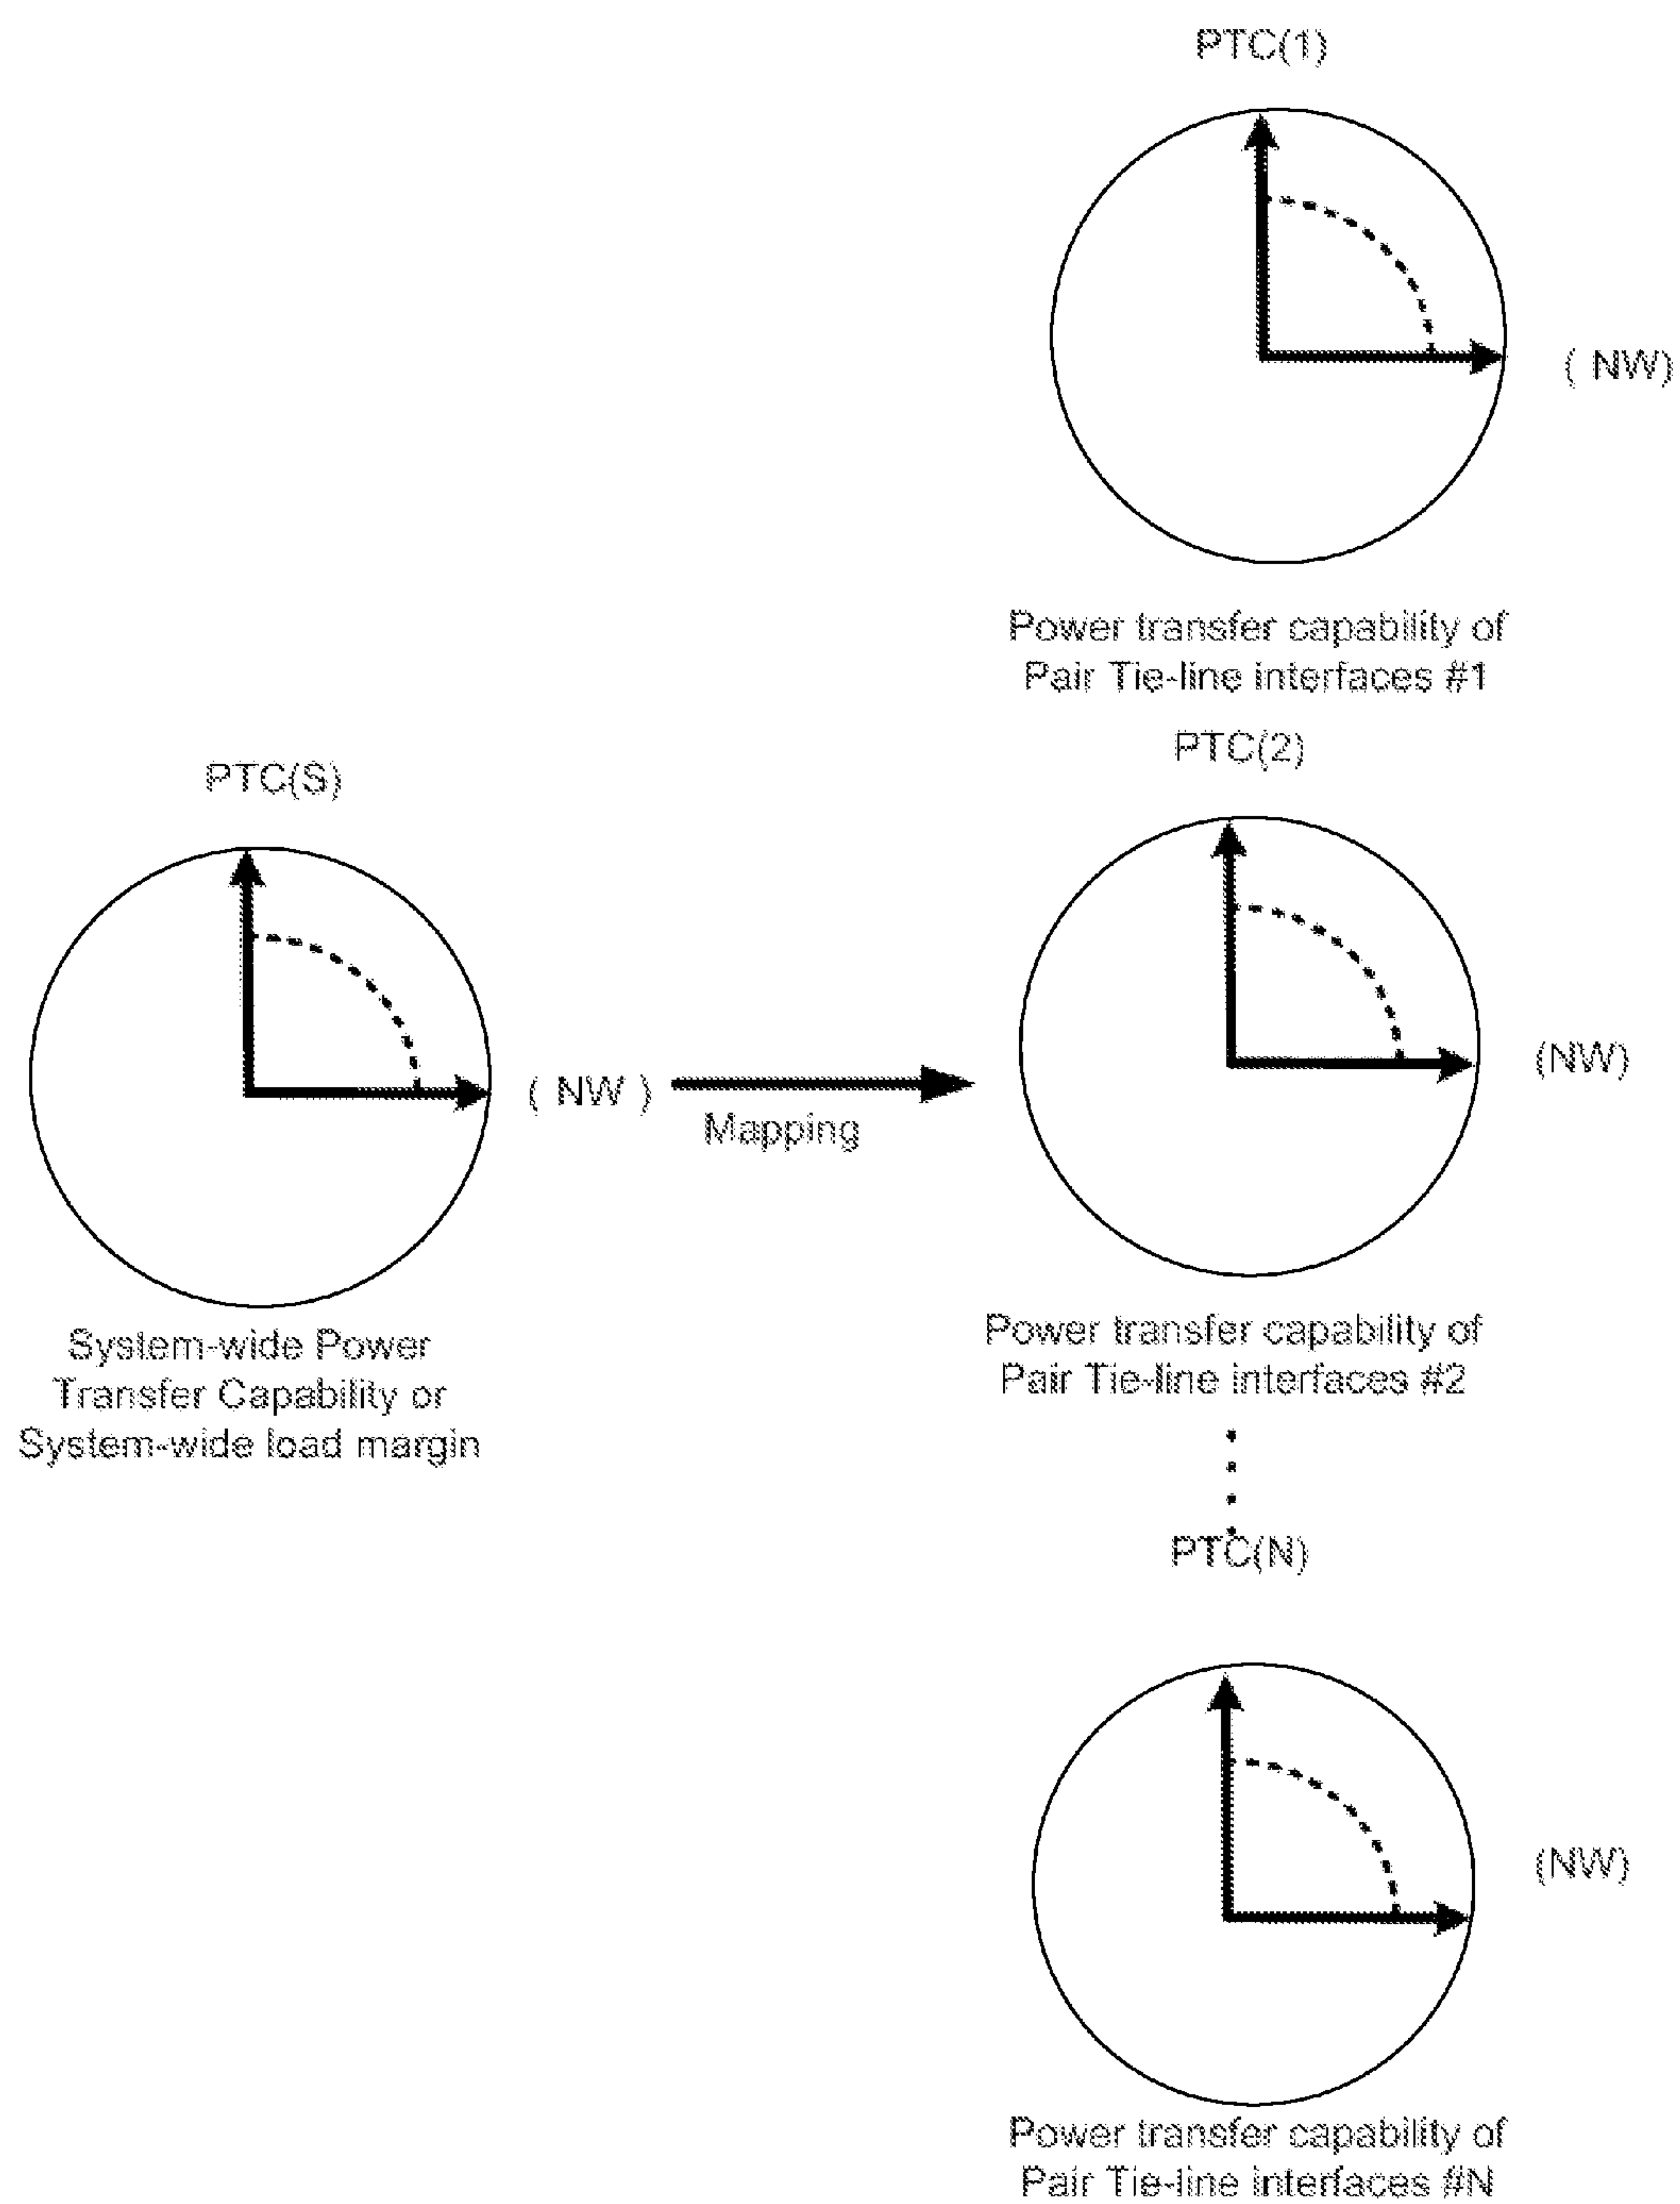 PTC(1)
( NW)
Power transfer capability of
Pair Tie-line interfaces #1
PTC(S)
( NW )
System-wide Power
Transfer Capability or
System-wide load margin
Mapping
PTC(2)
(NW)
Power transfer capability of
Pair Tie-line interfaces #2
PTC(N)
(NW)
Power transfer capability of
Pair Tie-line interfaces #N